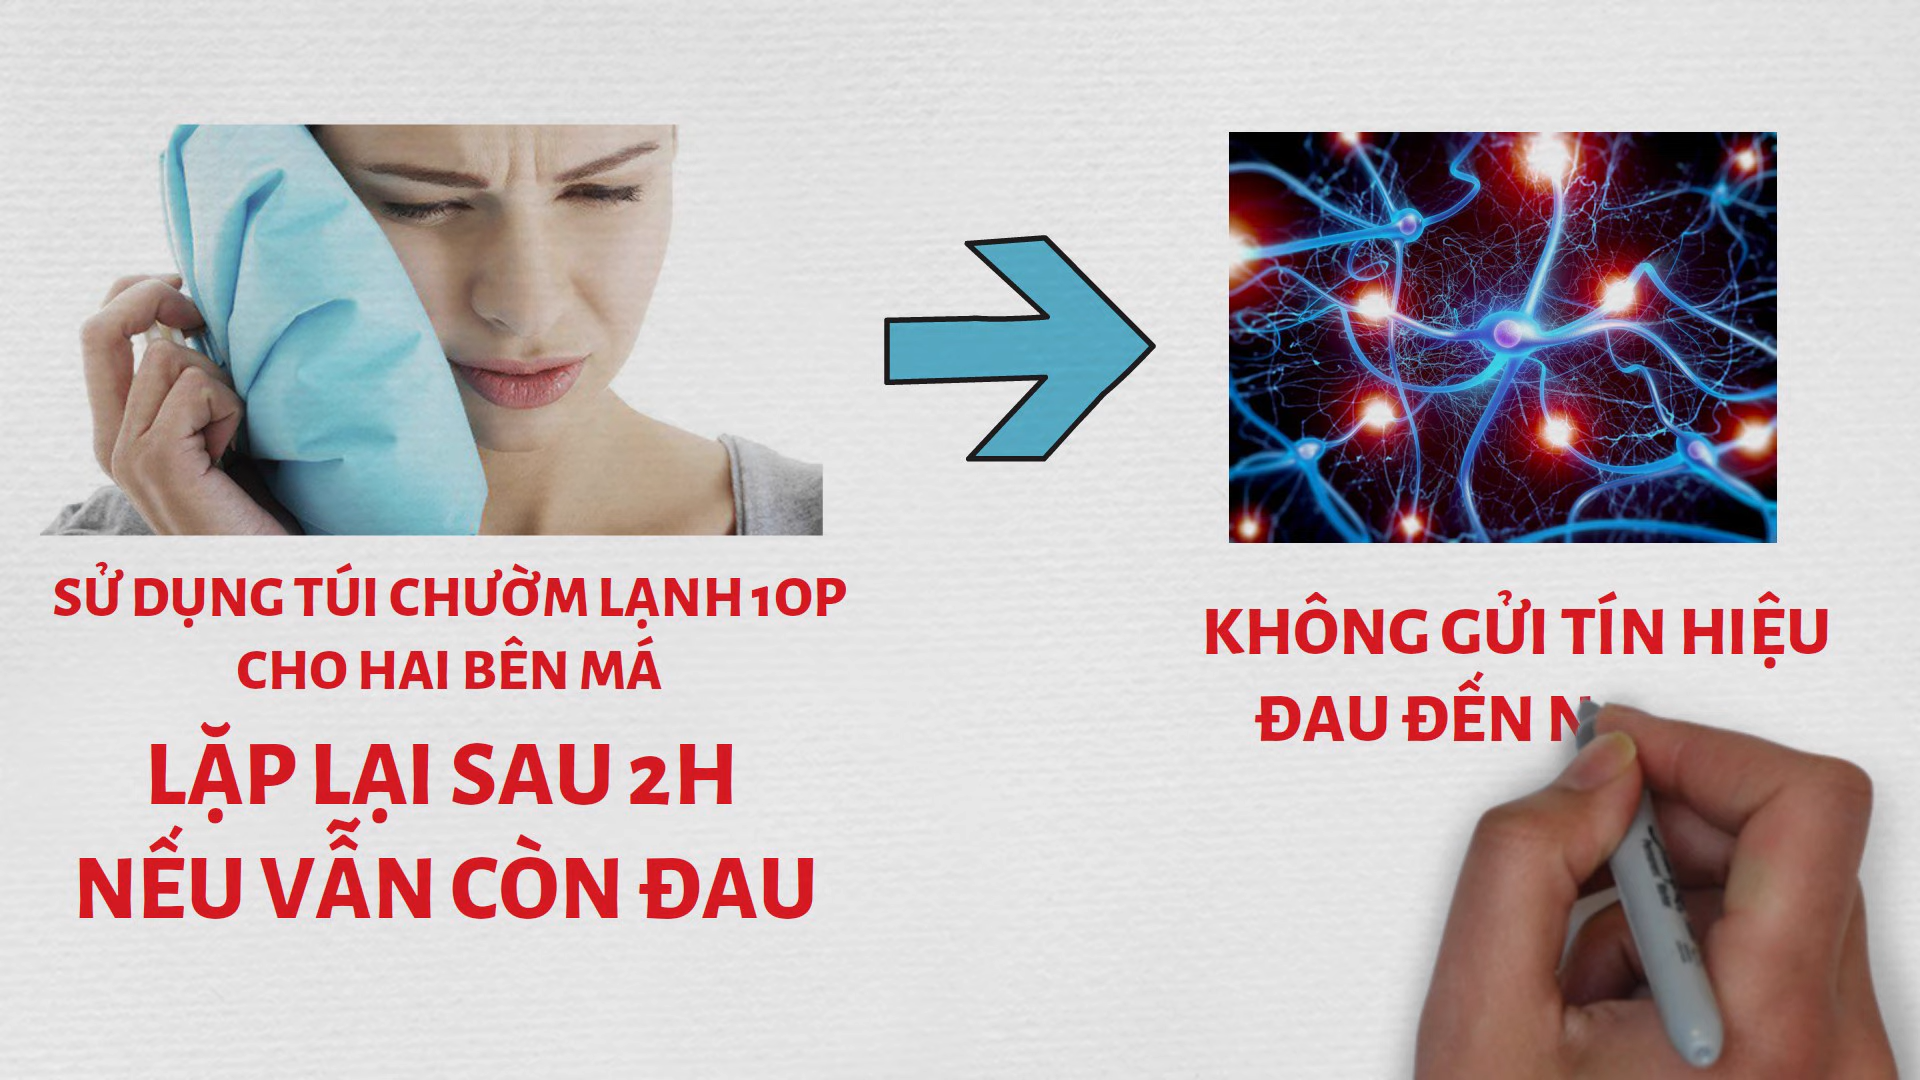 SỬ DỤNG TÚI CHƯỜM LẠNH 10P
CHO HAI BÊN MÁ
LẶP LẠI SAU 2H
NẾU VẪN CÒN ĐAU
KHÔNG GỬI TÍN HIỆU
ĐAU ĐẾN N